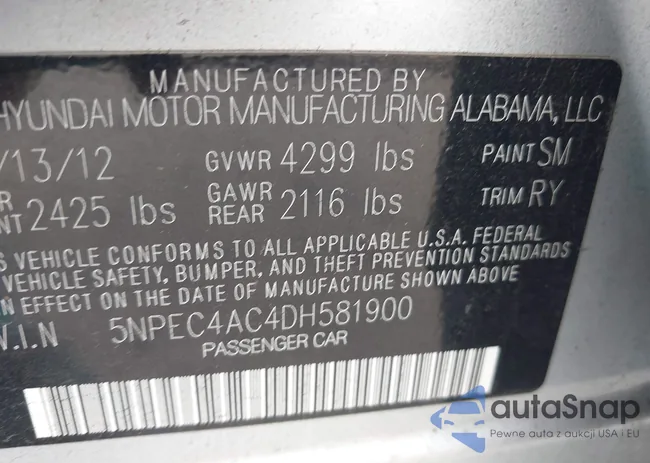 MANUFACTURED BY
HYUNDAI MOTOR MANUFACTURING ALABAMA, LLC
/13/12 GVWR 4299 lbs PAINT SM
2425 lbs GAWR REAR 2116 lbs TRIM RY
VEHICLE CONFORMS TO ALL APPLICABLE U.S.A. FEDERAL
VEHICLE SAFETY, BUMPER, AND THEFT PREVENTION STANDARDS
IN EFFECT ON THE DATE OF MANUFACTURE SHOWN ABOVE
V.I.N 5NPEC4AC4DH581900
PASSENGER CAR
autaSnap
Pewne auta z aukcji USA i EU